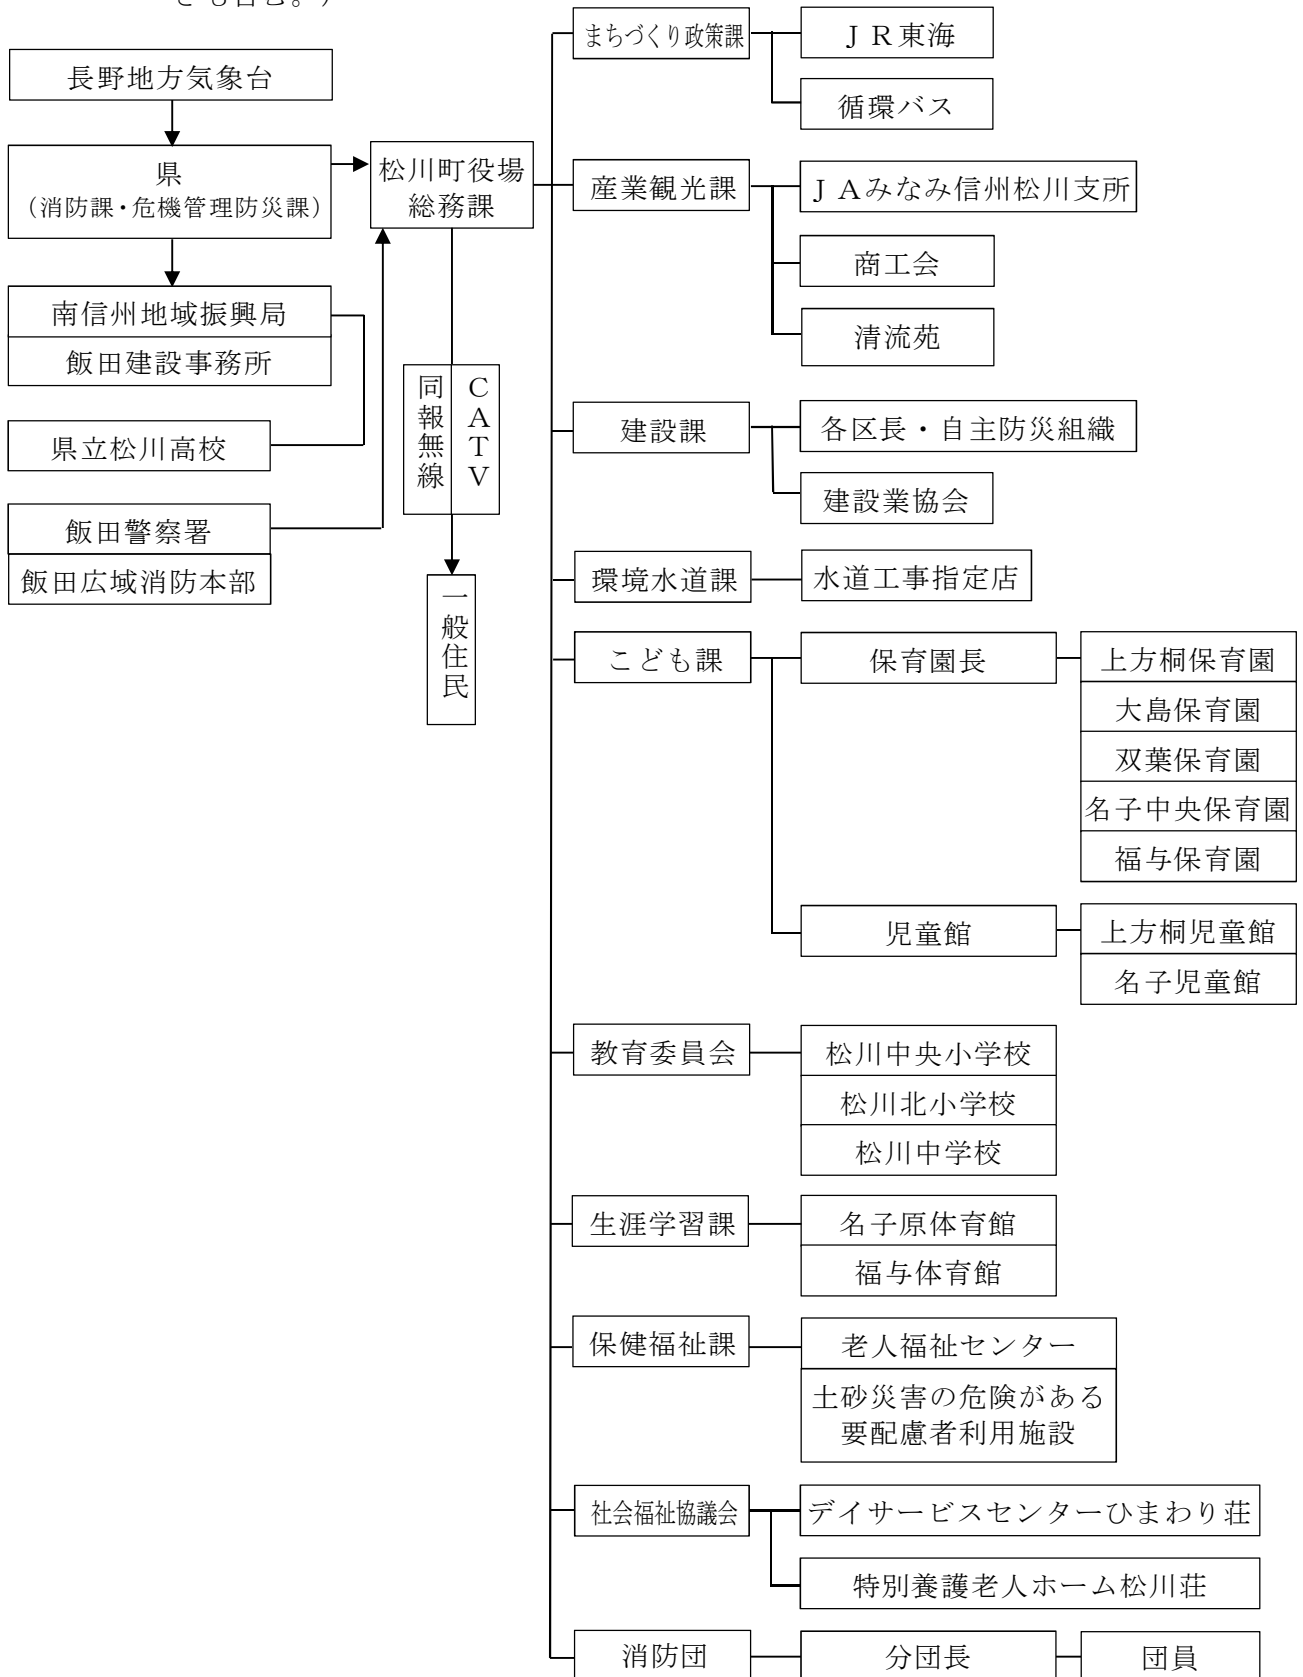 とも含む。）
長野地方気象台
県
（消防課・危機管理防災課）
南信州地域振興局
飯田建設事務所
県立松川高校
飯田警察署
飯田広域消防本部
松川町役場
総務課
同報無線
CATV
一般住民
まちづくり政策課
ＪＲ東海
循環バス
産業観光課
ＪＡみなみ信州松川支所
商工会
清流苑
建設課
各区長・自主防災組織
建設業協会
環境水道課
水道工事指定店
こども課
保育園長
上方桐保育園
大島保育園
双葉保育園
名子中央保育園
福与保育園
児童館
上方桐児童館
名子児童館
教育委員会
松川中央小学校
松川北小学校
松川中学校
生涯学習課
名子原体育館
福与体育館
保健福祉課
老人福祉センター
土砂災害の危険がある
要配慮者利用施設
社会福祉協議会
デイサービスセンターひまわり荘
特別養護老人ホーム松川荘
消防団
分団長
団員